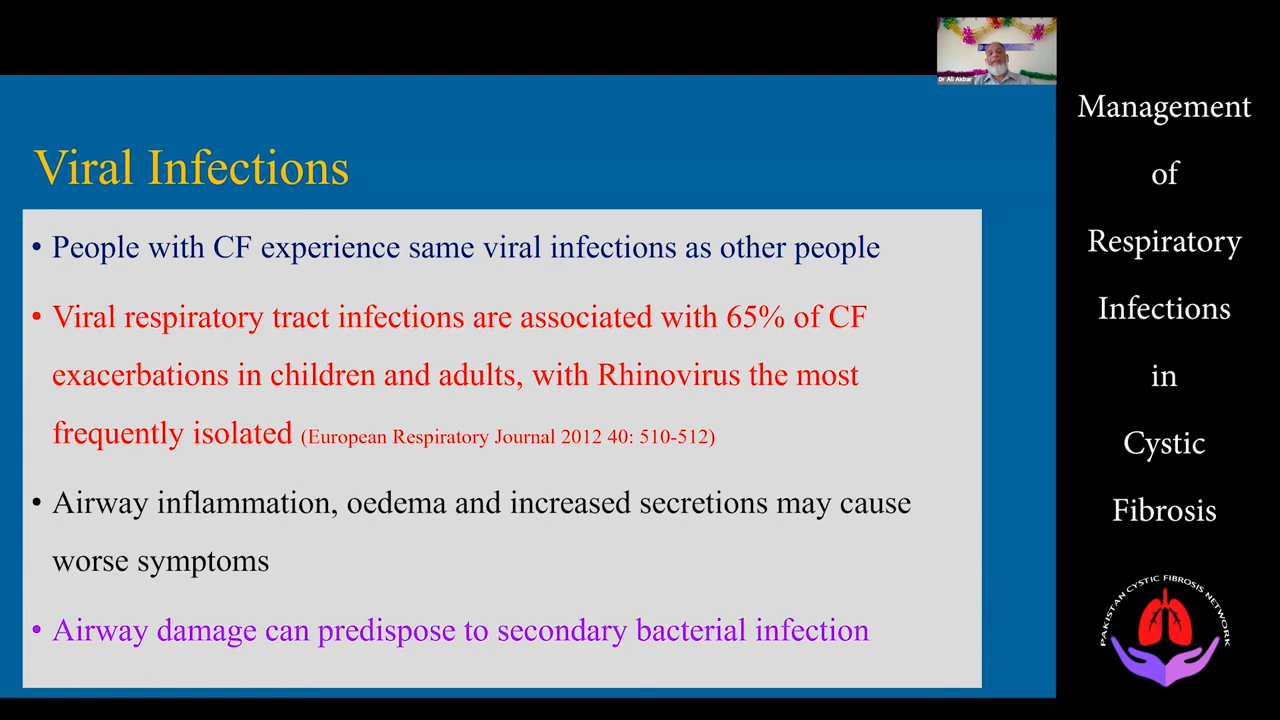 Dr Ali Akbar
Viral Infections
• People with CF experience same viral infections as other people
• Viral respiratory tract infections are associated with 65% of CF
exacerbations in children and adults, with Rhinovirus the most
frequently isolated (European Respiratory Journal 2012 40: 510-512)
• Airway inflammation, oedema and increased secretions may cause
worse symptoms
• Airway damage can predispose to secondary bacterial infection
Management
of
Respiratory
Infections
in
Cystic
Fibrosis
PAKISTAN CYSTIC FIBROSIS NETWORK